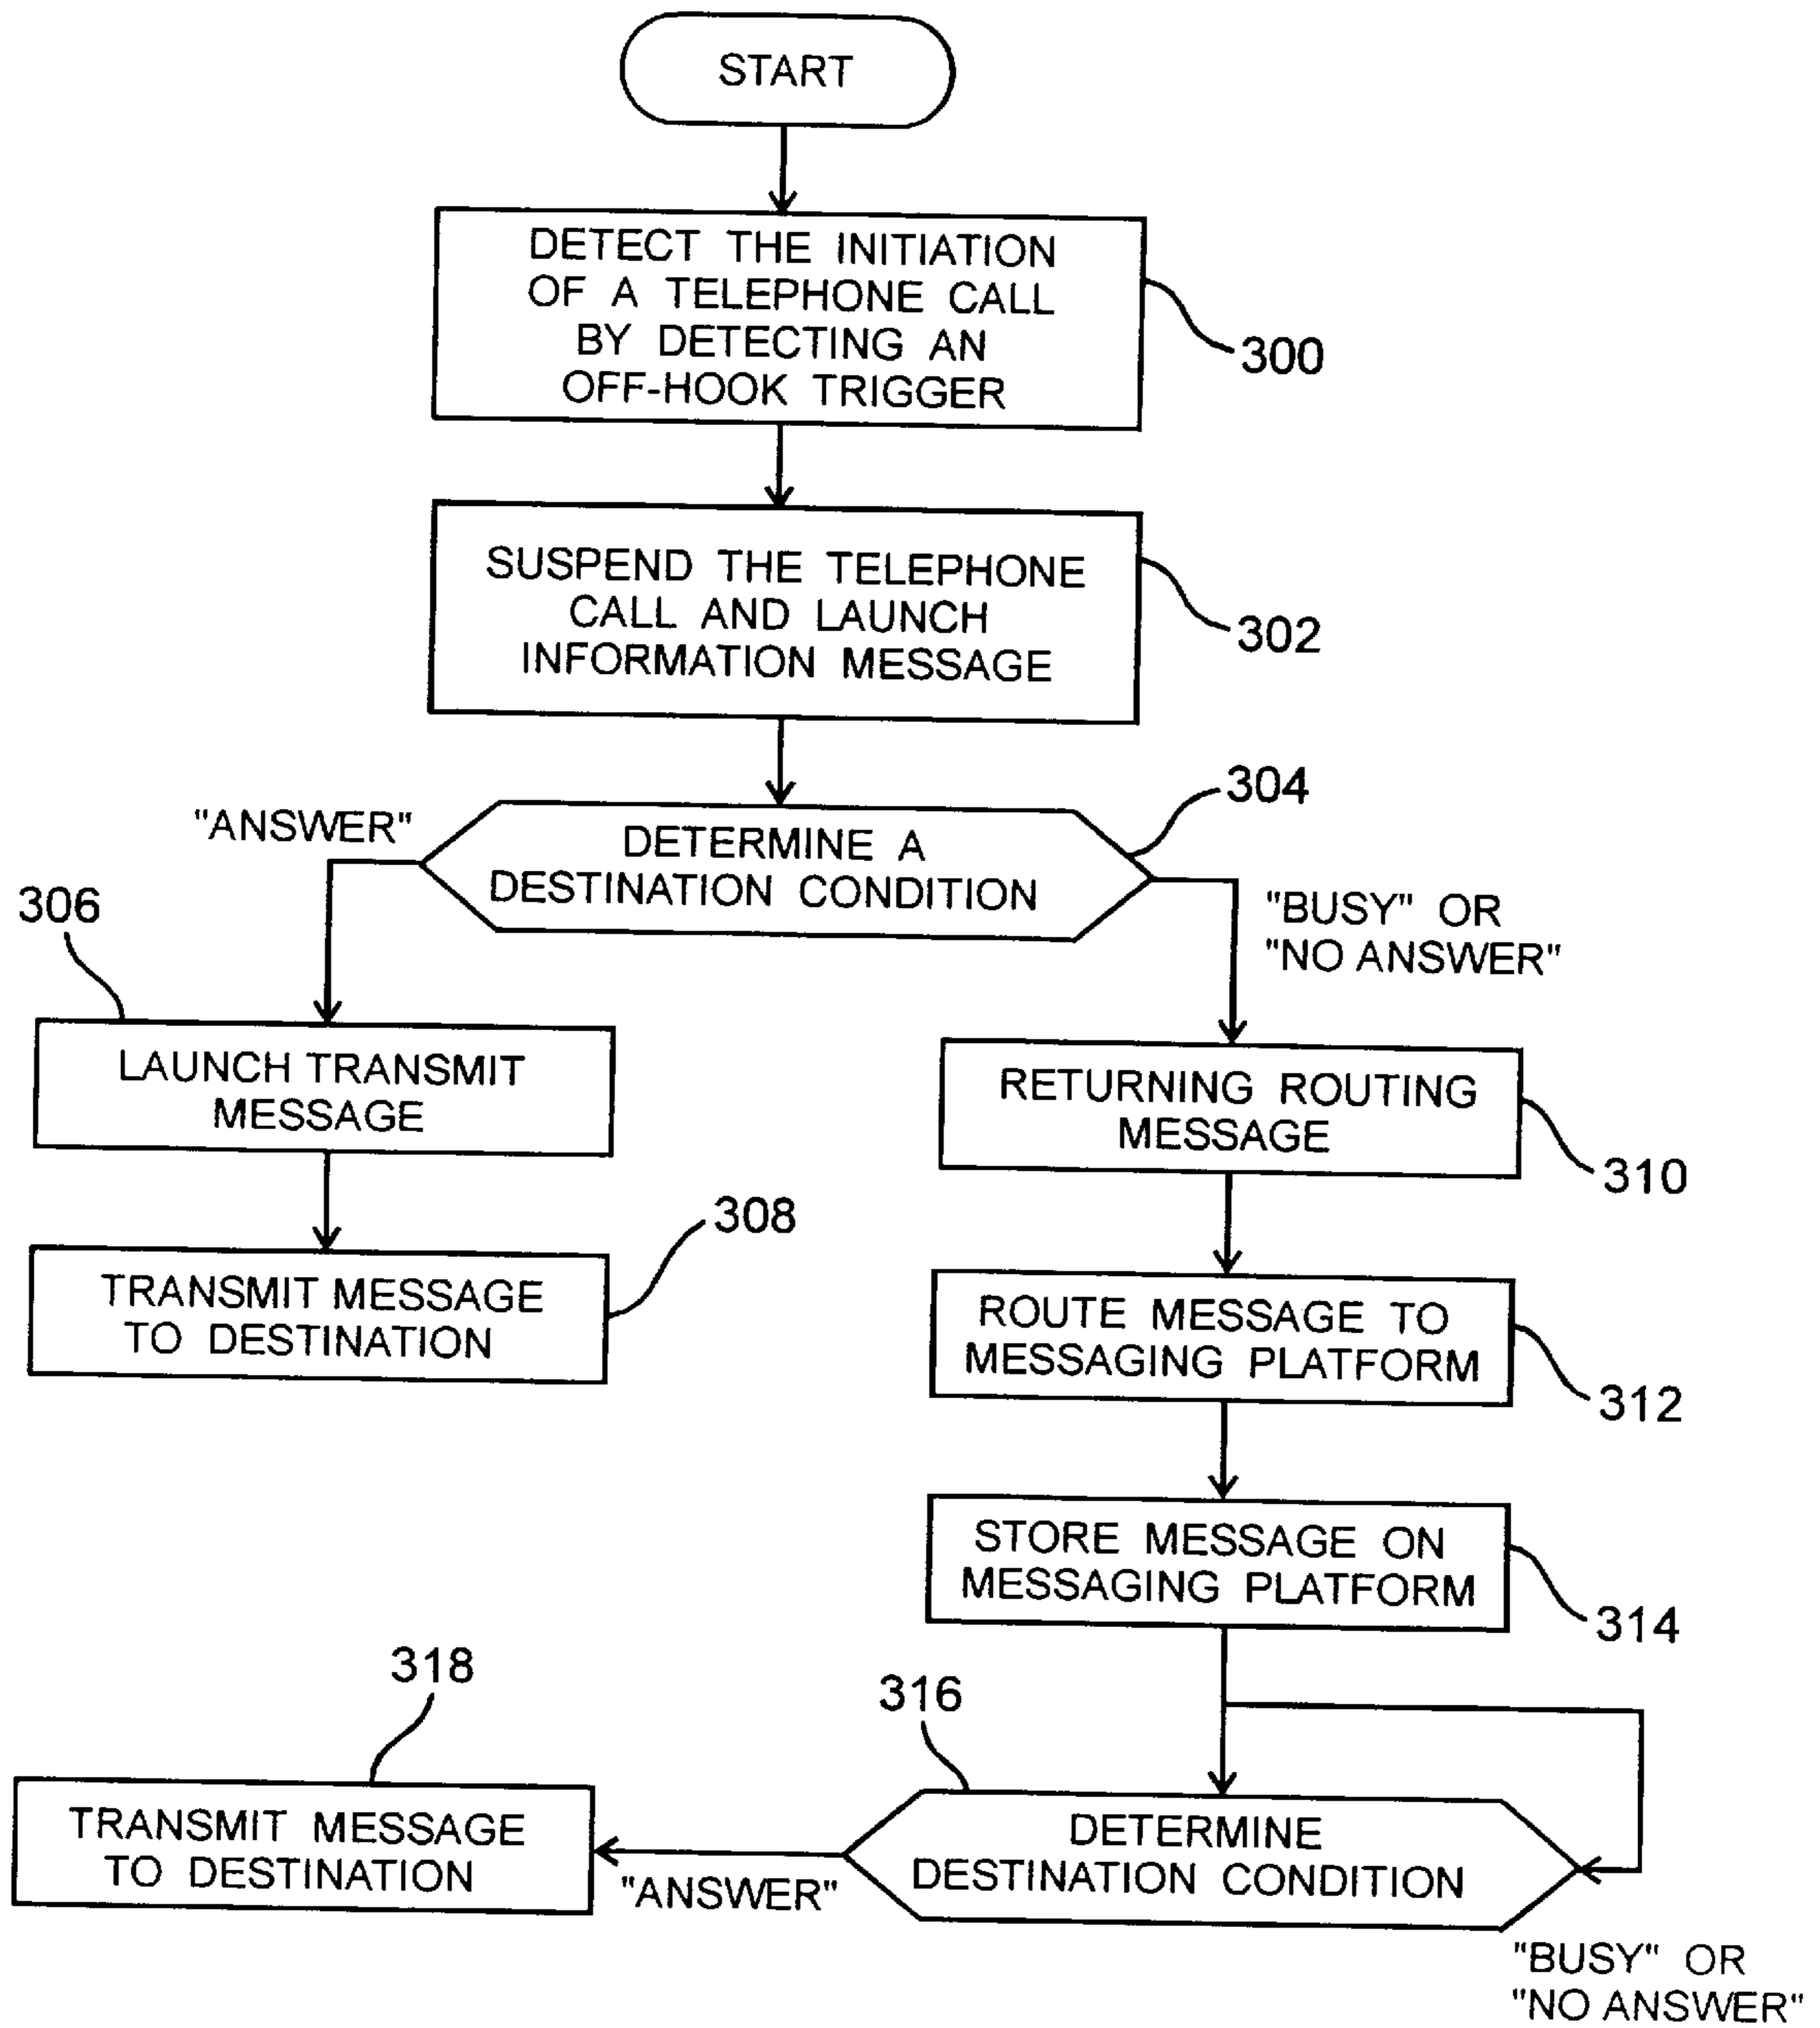 START
DETECT THE INITIATION
OF A TELEPHONE CALL
BY DETECTING AN
OFF-HOOK TRIGGER
300
SUSPEND THE TELEPHONE
CALL AND LAUNCH
INFORMATION MESSAGE
302
304
"ANSWER"
DETERMINE A
DESTINATION CONDITION
"BUSY" OR
"NO ANSWER"
306
LAUNCH TRANSMIT
MESSAGE
308
TRANSMIT MESSAGE
TO DESTINATION
RETURNING ROUTING
MESSAGE
310
ROUTE MESSAGE TO
MESSAGING PLATFORM
312
STORE MESSAGE ON
MESSAGING PLATFORM
314
316
DETERMINE
DESTINATION CONDITION
"BUSY" OR
"NO ANSWER"
"ANSWER"
318
TRANSMIT MESSAGE
TO DESTINATION